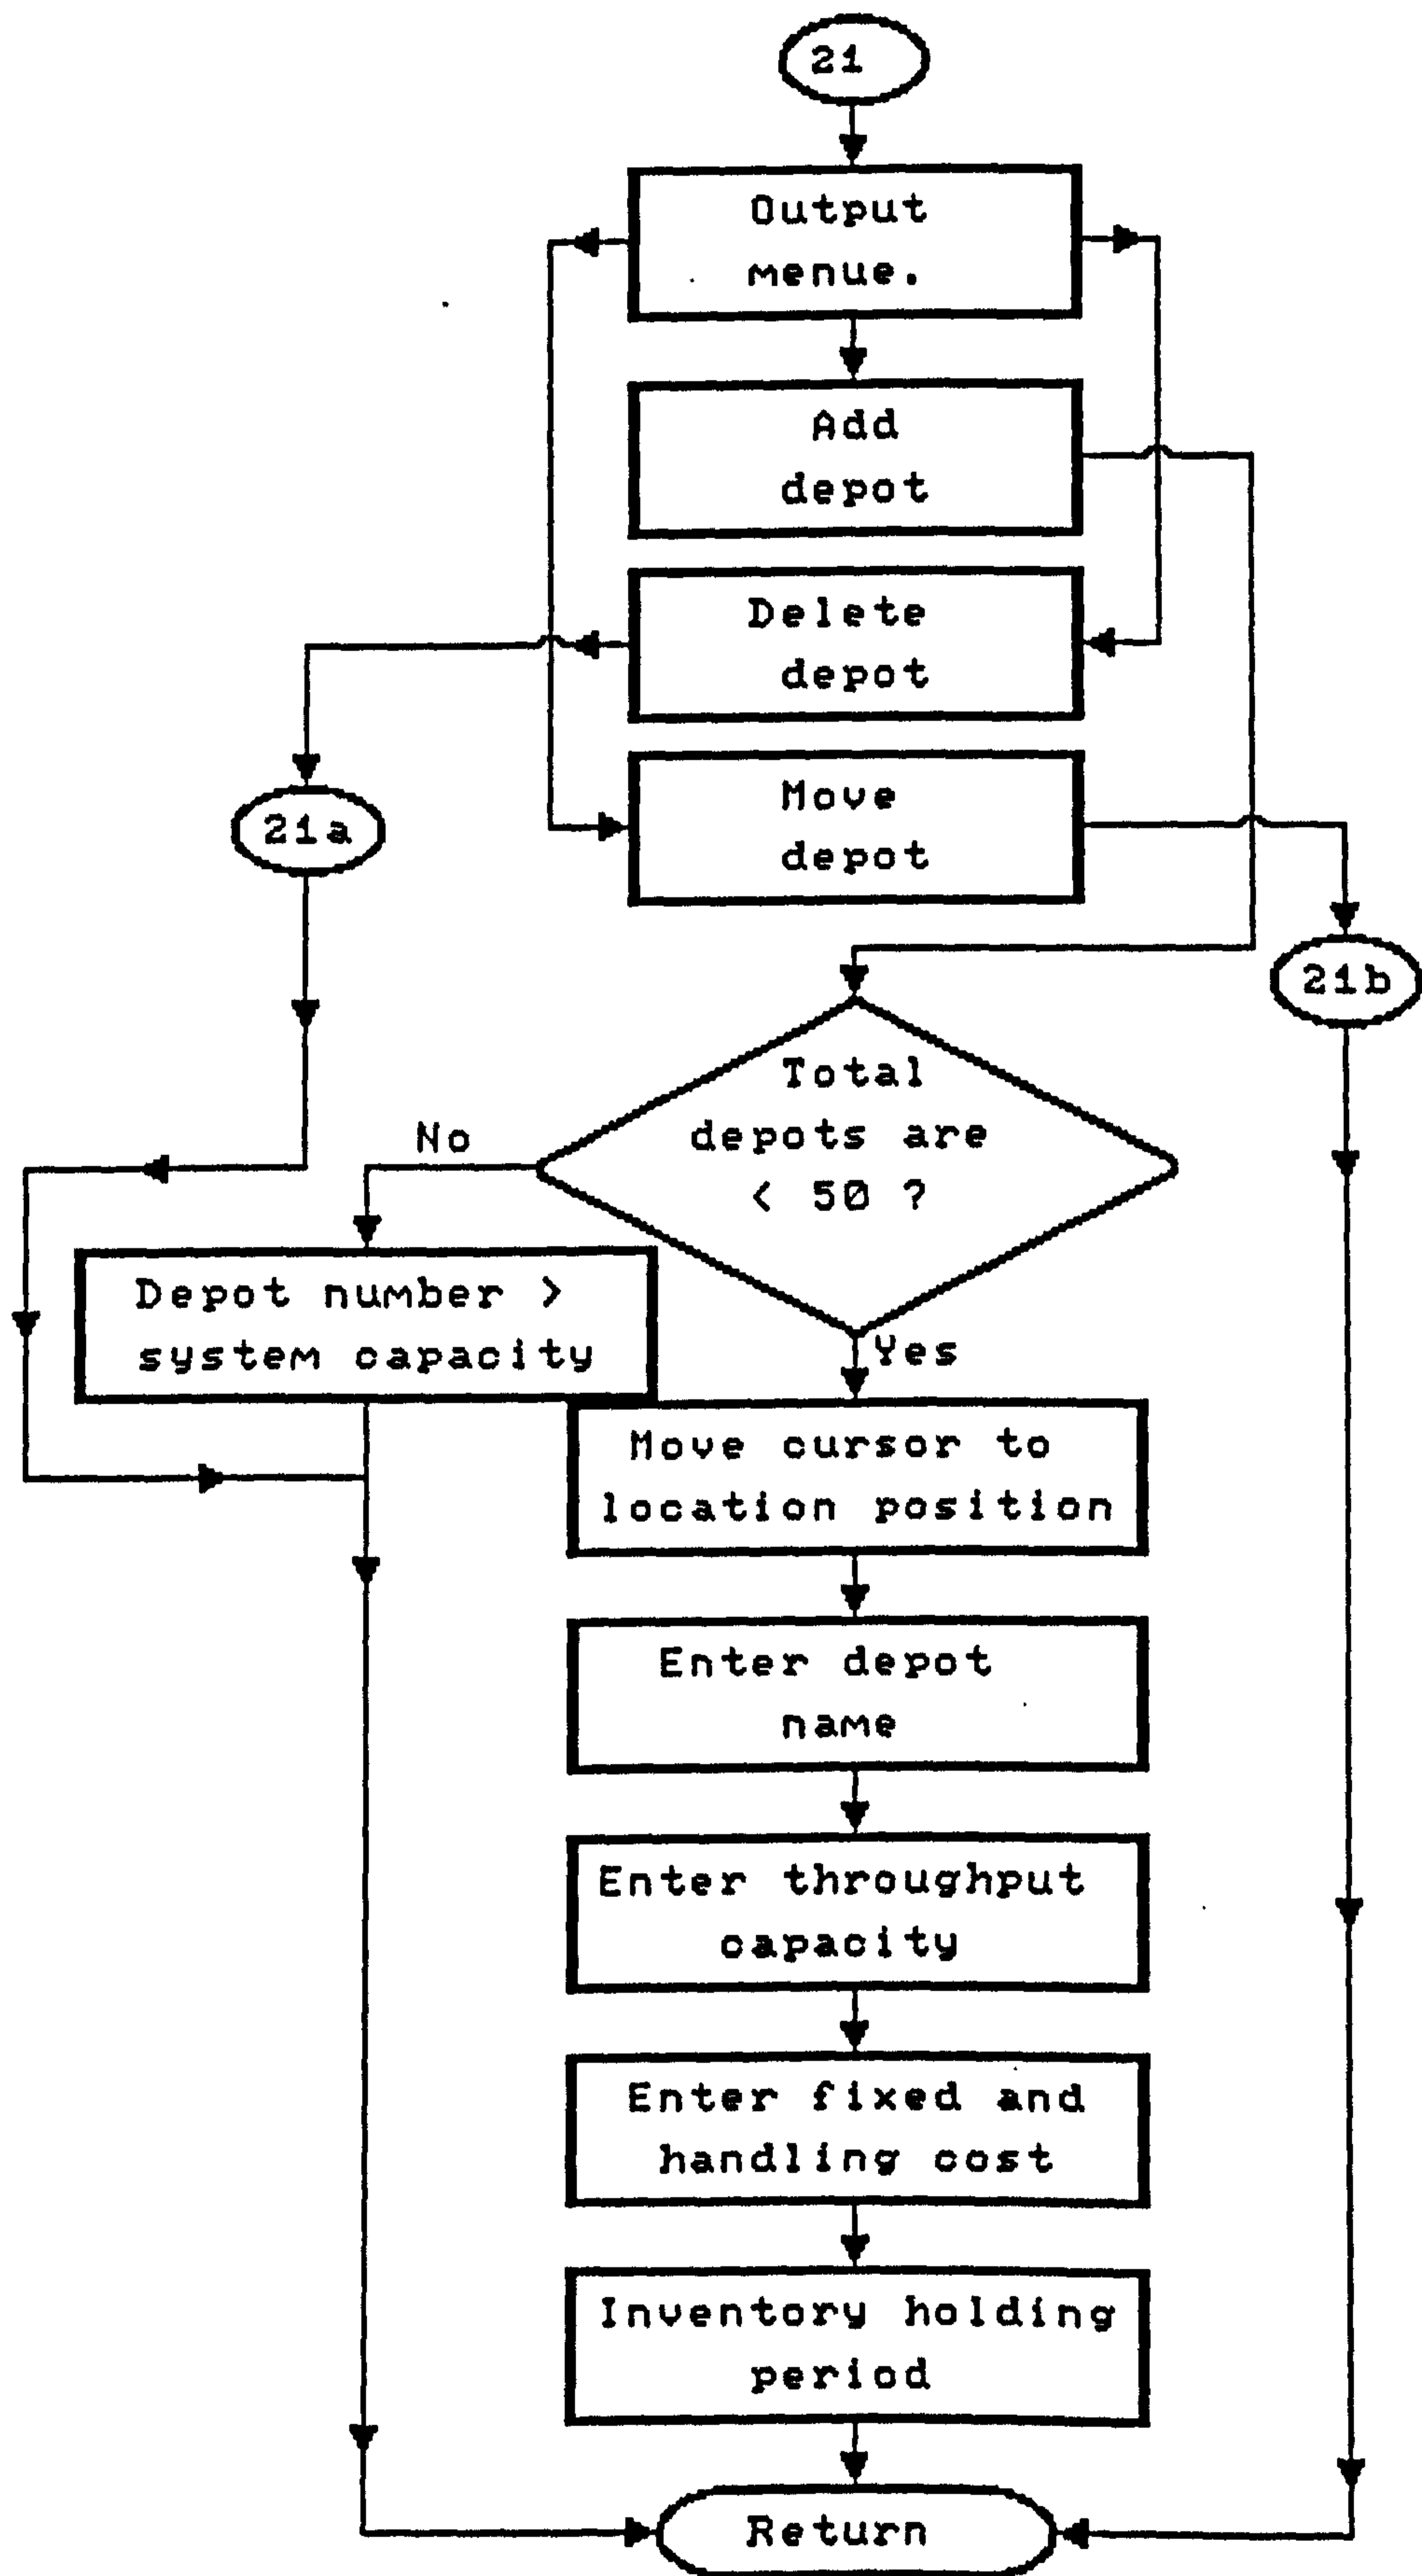 21
Output
menue.
Add
depot
Delete
depot
Move
depot
21a
21b
Total
depots are
< 50 ?
No
Yes
Depot number >
system capacity
Move cursor to
location position
Enter depot
name
Enter throughput
capacity
Enter fixed and
handling cost
Inventory holding
period
Return